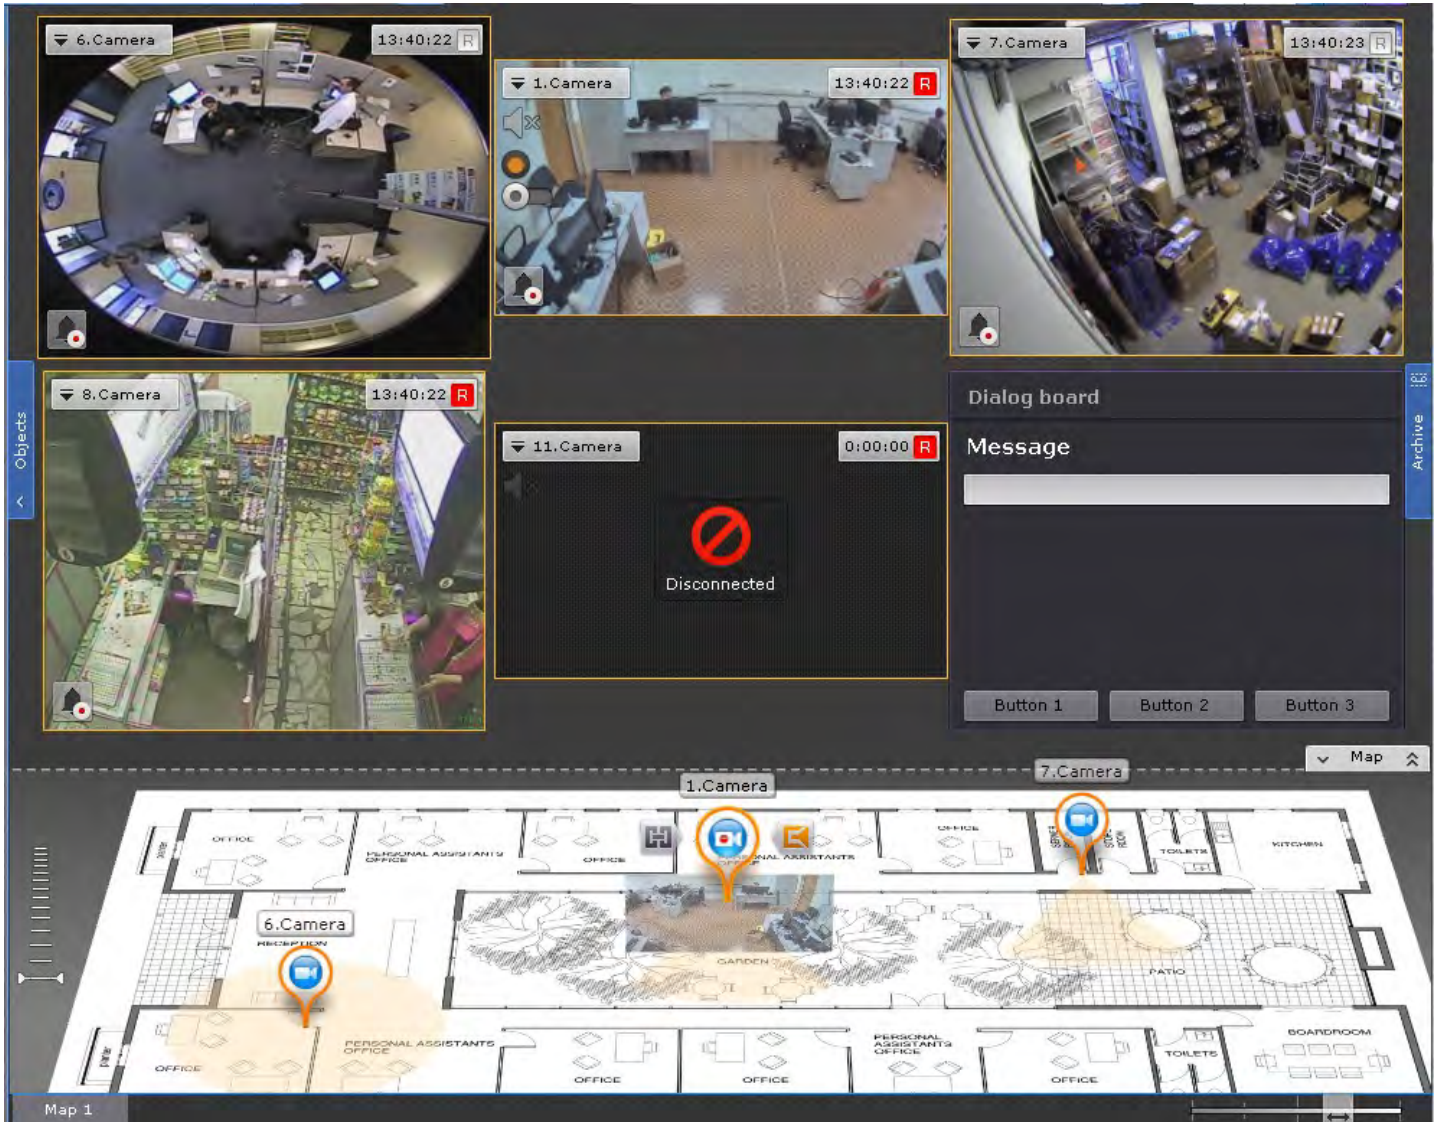 6.Camera
13:40:22 R
1.Camera
13:40:22 R
7.Camera
13:40:23 R
8.Camera
13:40:22 R
11.Camera
0:00:00 R
Disconnected
Dialog board
Message
Button 1
Button 2
Button 3
Objects
Archive
Map
1.Camera
7.Camera
6.Camera
OFFICE
PERSONAL ASSISTANTS
OFFICE
OFFICE
PERSONAL ASSISTANTS
OFFICE
OFFICE
TOILETS
KITCHEN
RECEPTION
GARDEN
PATIO
OFFICE
PERSONAL ASSISTANTS
OFFICE
OFFICE
OFFICE
PERSONAL
ASSISTANTS
OFFICE
OFFICE
TOILETS
BOARDROOM
Map 1